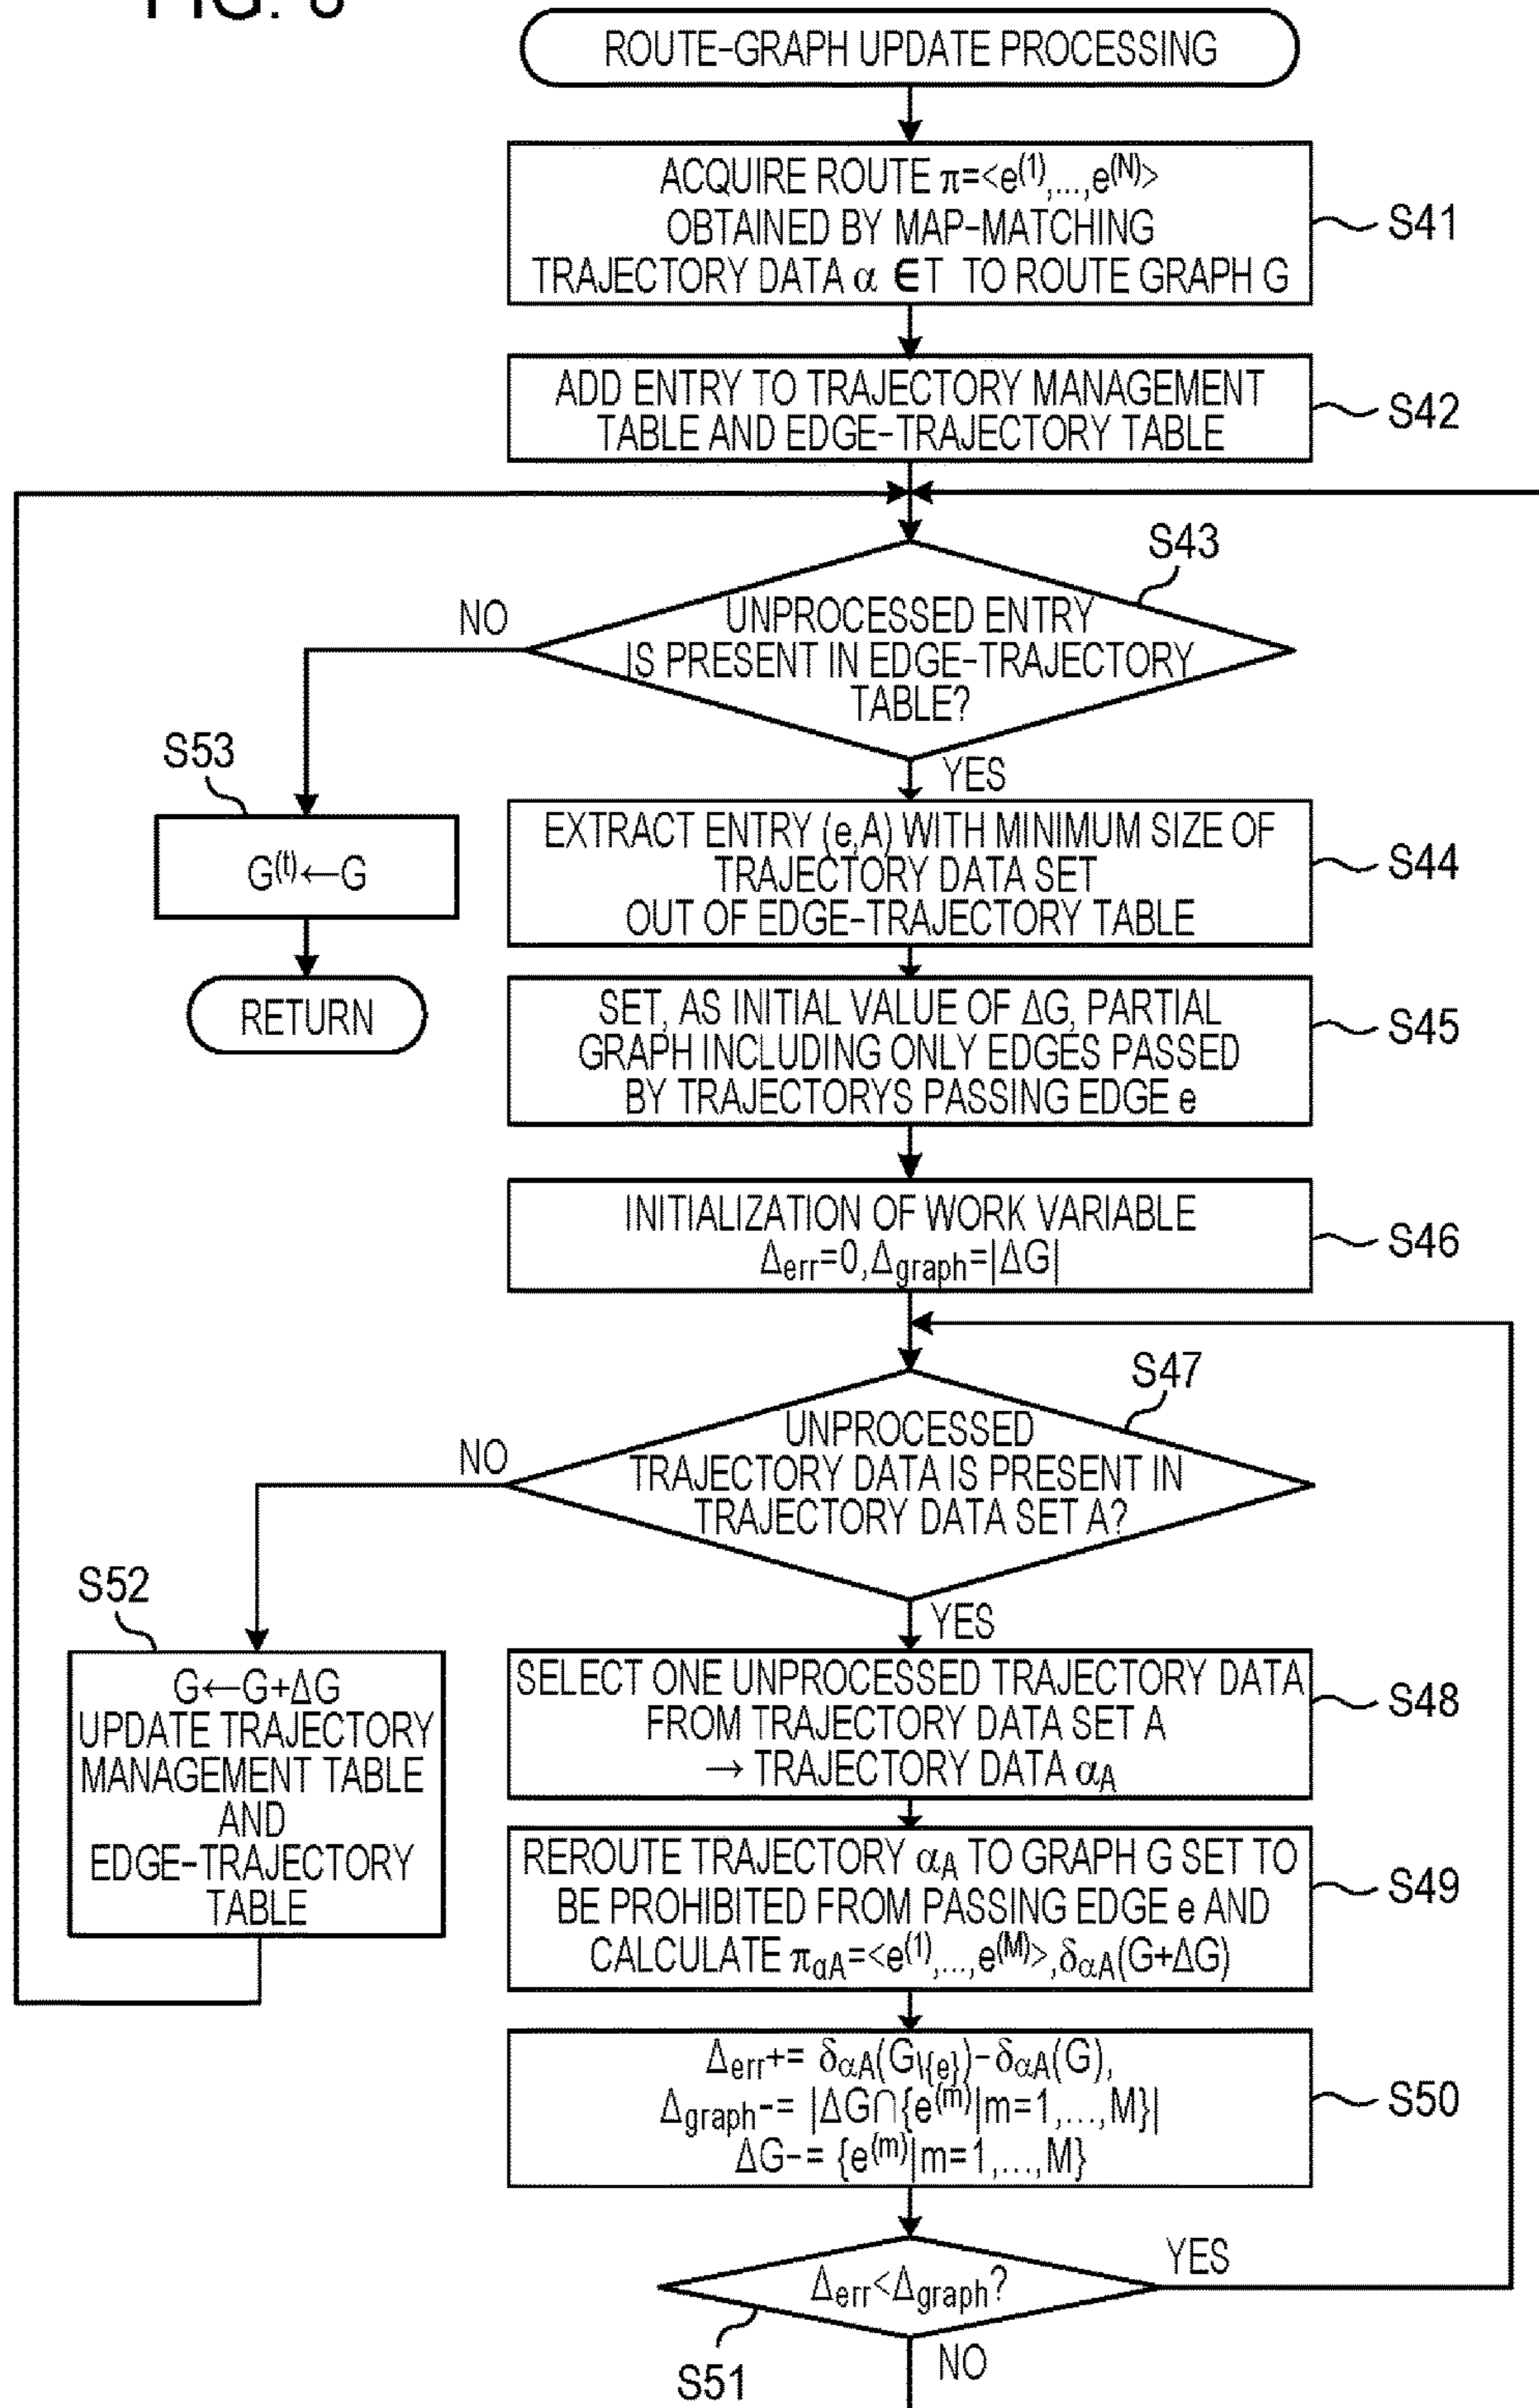 ROUTE-GRAPH UPDATE PROCESSING
ACQUIRE ROUTE π=<e(1),...,e(N)>
OBTAINED BY MAP-MATCHING
TRAJECTORY DATA α ∈T TO ROUTE GRAPH G
S41
ADD ENTRY TO TRAJECTORY MANAGEMENT
TABLE AND EDGE-TRAJECTORY TABLE
S42
S43
NO
UNPROCESSED ENTRY
IS PRESENT IN EDGE-TRAJECTORY
TABLE?
S53
YES
G(t)←G
RETURN
EXTRACT ENTRY (e,A) WITH MINIMUM SIZE OF
TRAJECTORY DATA SET
OUT OF EDGE-TRAJECTORY TABLE
S44
SET, AS INITIAL VALUE OF ΔG, PARTIAL
GRAPH INCLUDING ONLY EDGES PASSED
BY TRAJECTORYS PASSING EDGE e
S45
INITIALIZATION OF WORK VARIABLE
Δerr=0,Δgraph=|ΔG|
S46
S47
NO
UNPROCESSED
TRAJECTORY DATA IS PRESENT IN
TRAJECTORY DATA SET A?
S52
YES
G←G+ΔG
UPDATE TRAJECTORY
MANAGEMENT TABLE
AND
EDGE-TRAJECTORY
TABLE
SELECT ONE UNPROCESSED TRAJECTORY DATA
FROM TRAJECTORY DATA SET A
→ TRAJECTORY DATA αA
S48
REROUTE TRAJECTORY αA TO GRAPH G SET TO
BE PROHIBITED FROM PASSING EDGE e AND
CALCULATE παA=<e(1),...,e(M)>,δαA(G+ΔG)
S49
Δerr+= δαA(G\{e})-δαA(G),
Δgraph-= |ΔG∩{e(m)|m=1,...,M}|
ΔG-= {e(m)|m=1,...,M}
S50
Δerr<Δgraph?
YES
S51
NO